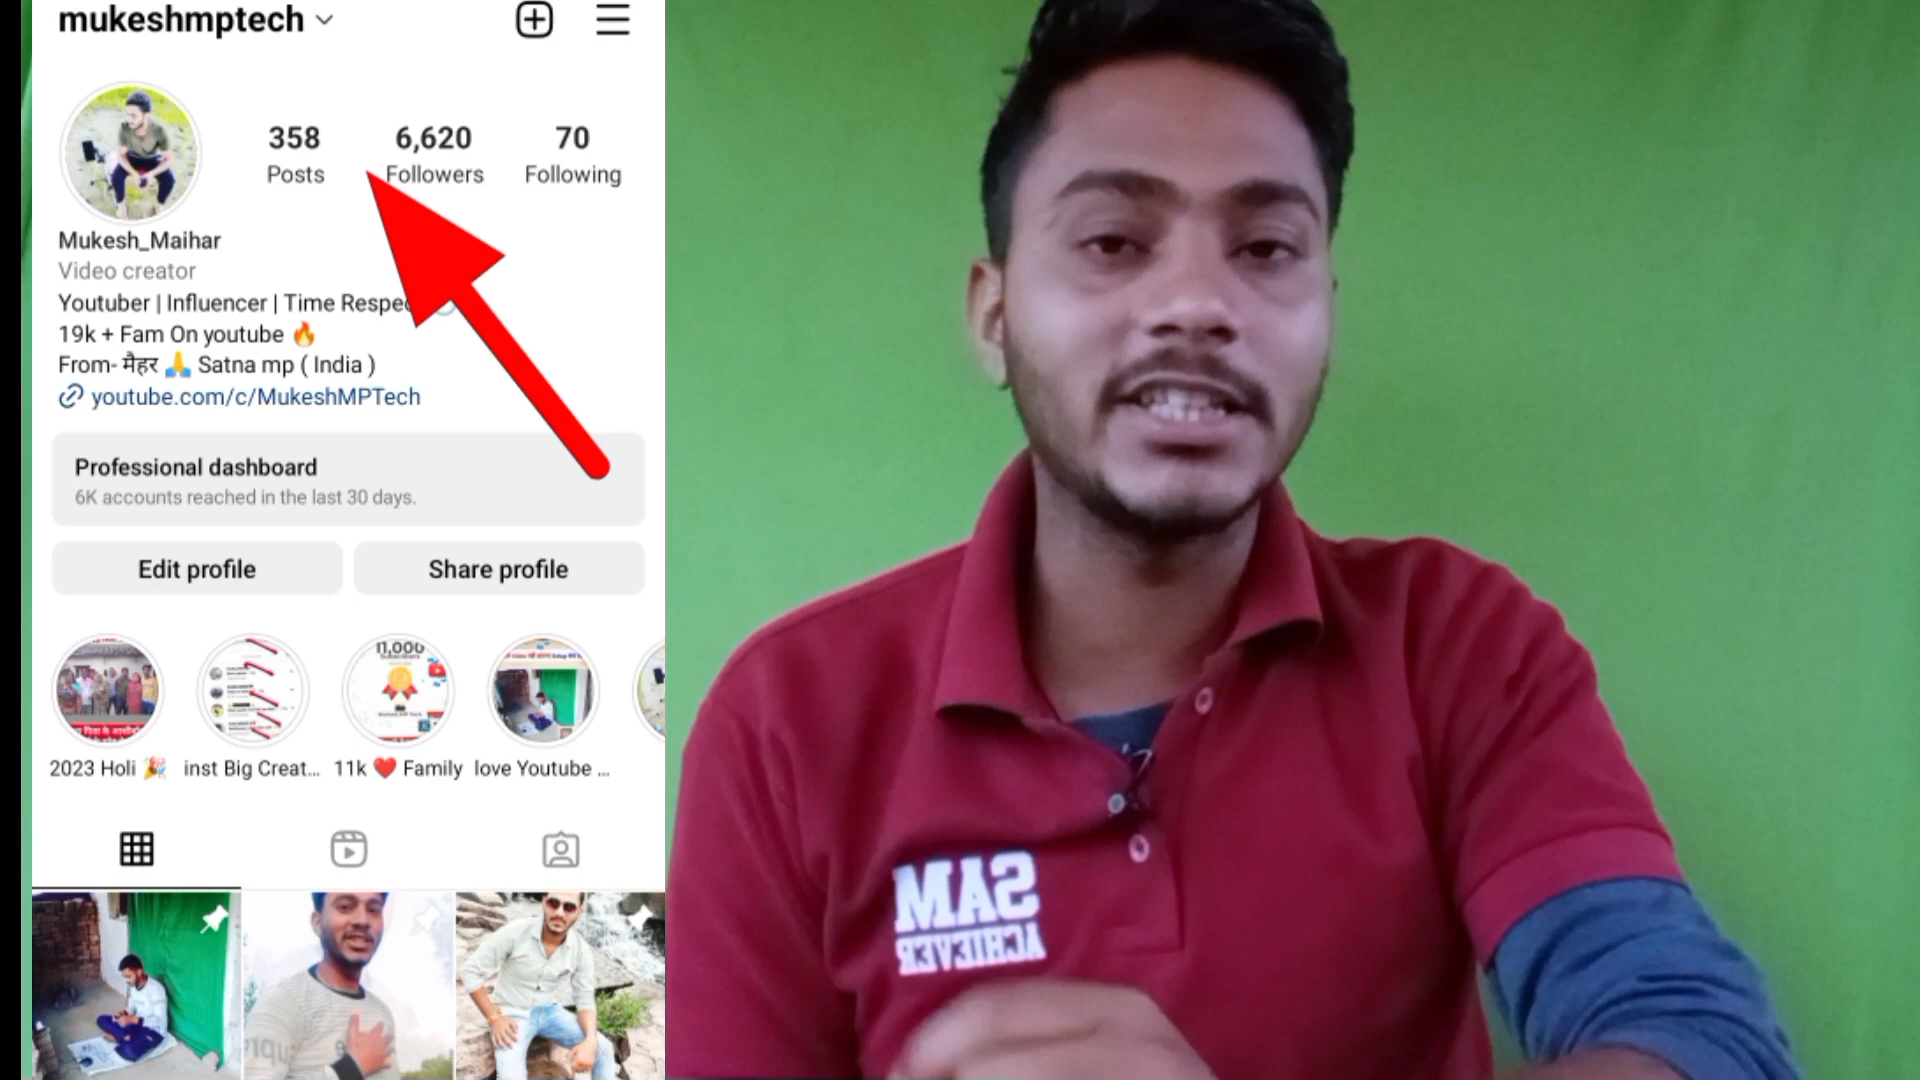 mukeshmptech
358
6,620
70
Posts
Followers
Following
Mukesh_Maihar
Video creator
Youtuber | Influencer | Time
19k + Fam On youtube 🔥
From- मैहर 🙏 Satna mp ( India )
youtube.com/c/MukeshMPTech
Professional dashboard
6K accounts reached in the last 30 days.
Edit profile
Share profile
11,000
2023 Holi 🎉
inst Big Creat...
11k ❤️ Family
love Youtube ...
SAM
ACHIEVER